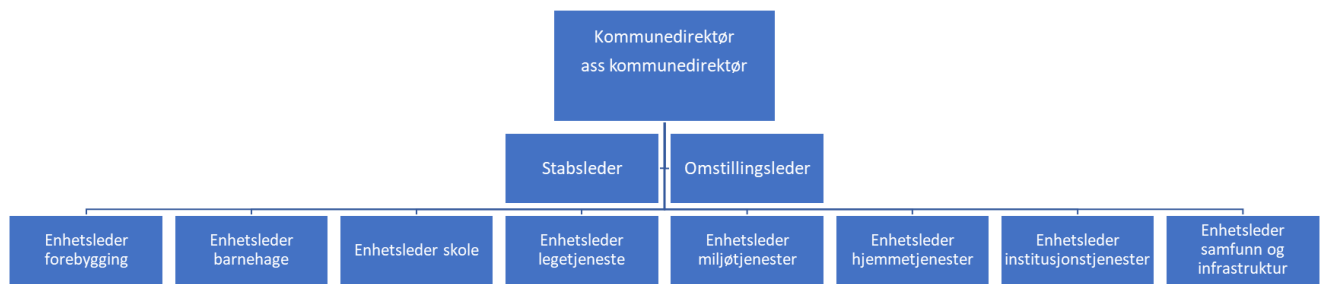 Kommunedirektør
ass kommunedirektør
Stabsleder
Omstillingsleder
Enhetsleder
forebygging
Enhetsleder
barnehage
Enhetsleder skole
Enhetsleder
legetjeneste
Enhetsleder
miljøtjenester
Enhetsleder
hjemmetjenester
Enhetsleder
institusjonstjenester
Enhetsleder
samfunn og
infrastruktur